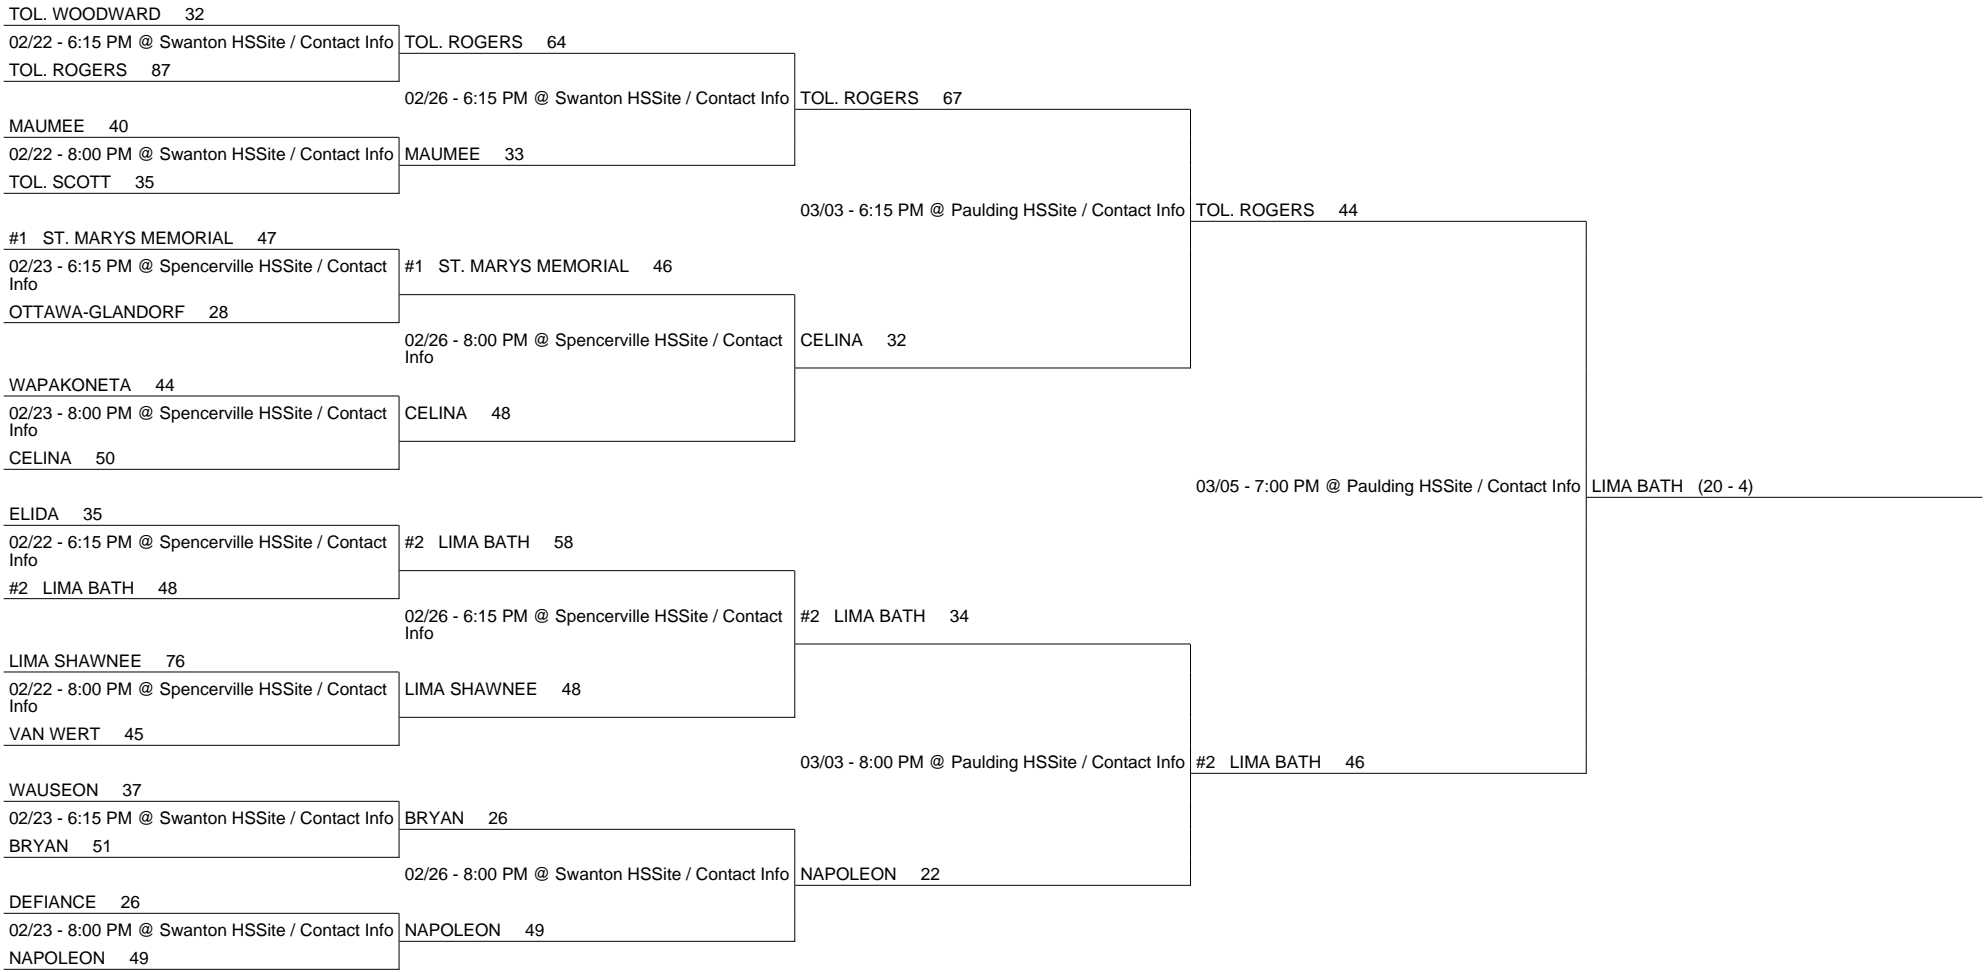 TOL. WOODWARD 32
02/22 - 6:15 PM @ Swanton HSSite / Contact Info
TOL. ROGERS 87
MAUMEE 40
02/22 - 8:00 PM @ Swanton HSSite / Contact Info
TOL. SCOTT 35
#1 ST. MARYS MEMORIAL 47
02/23 - 6:15 PM @ Spencerville HSSite / Contact
Info
OTTAWA-GLANDORF 28
WAPAKONETA 44
02/23 - 8:00 PM @ Spencerville HSSite / Contact
Info
CELINA 50
ELIDA 35
02/22 - 6:15 PM @ Spencerville HSSite / Contact
Info
#2 LIMA BATH 48
LIMA SHAWNEE 76
02/22 - 8:00 PM @ Spencerville HSSite / Contact
Info
VAN WERT 45
WAUSEON 37
02/23 - 6:15 PM @ Swanton HSSite / Contact Info
BRYAN 51
DEFIANCE 26
02/23 - 8:00 PM @ Swanton HSSite / Contact Info
NAPOLEON 49
TOL. ROGERS 64
02/26 - 6:15 PM @ Swanton HSSite / Contact Info
MAUMEE 33
#1 ST. MARYS MEMORIAL 46
02/26 - 8:00 PM @ Spencerville HSSite / Contact
Info
CELINA 48
#2 LIMA BATH 58
02/26 - 6:15 PM @ Spencerville HSSite / Contact
Info
LIMA SHAWNEE 48
BRYAN 26
02/26 - 8:00 PM @ Swanton HSSite / Contact Info
NAPOLEON 49
TOL. ROGERS 67
03/03 - 6:15 PM @ Paulding HSSite / Contact Info
CELINA 32
#2 LIMA BATH 34
03/03 - 8:00 PM @ Paulding HSSite / Contact Info
NAPOLEON 22
TOL. ROGERS 44
03/05 - 7:00 PM @ Paulding HSSite / Contact Info
#2 LIMA BATH 46
LIMA BATH (20 - 4)